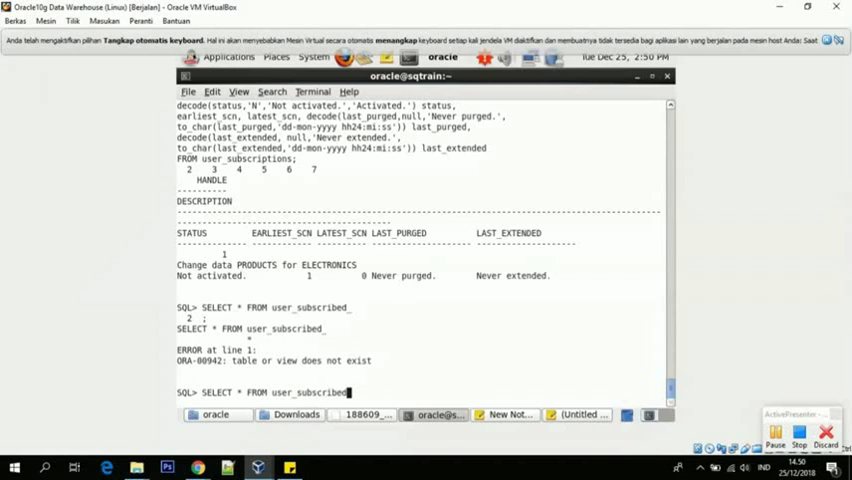 Oracle10g Data Warehouse (Linux) [Berjalan] - Oracle VM VirtualBox
Berkas Mesin Tilik Masukan Peranti Bantuan
Anda telah mengaktifkan pilihan Tangkap otomatis keyboard. Hal ini akan menyebabkan Mesin Virtual secara otomatis menangkap keyboard setiap kali jendela VM diaktifkan dan membuatnya tidak tersedia bagi aplikasi lain yang berjalan pada mesin host Anda: Saat
Applications Places System oracle Tue Dec 25, 2:50 PM
oracle@sqtrain:~
File Edit View Search Terminal Help
decode(status,'N','Not activated.','Activated.') status,
earliest_scn, latest_scn, decode(last_purged,null,'Never purged.',
to_char(last_purged,'dd-mon-yyyy hh24:mi:ss')) last_purged,
decode(last_extended, null,'Never extended.',
to_char(last_extended,'dd-mon-yyyy hh24:mi:ss')) last_extended
FROM user_subscriptions;
2 3 4 5 6 7
HANDLE
----------
DESCRIPTION
--------------------------------------------------------------------------------
STATUS EARLIEST_SCN LATEST_SCN LAST_PURGED LAST_EXTENDED
-------------- ------------ ---------- -------------------- --------------------
1
Change data PRODUCTS for ELECTRONICS
Not activated. 1 0 Never purged. Never extended.
SQL> SELECT * FROM user_subscribed_
2 ;
SELECT * FROM user_subscribed_
*
ERROR at line 1:
ORA-00942: table or view does not exist
SQL> SELECT * FROM user_subscribed
oracle Downloads 188609_... oracle@s... New Not... (Untitled ...
ActivePresenter -...
Pause Stop Discard
Ctrl
IND
14.50
25/12/2018